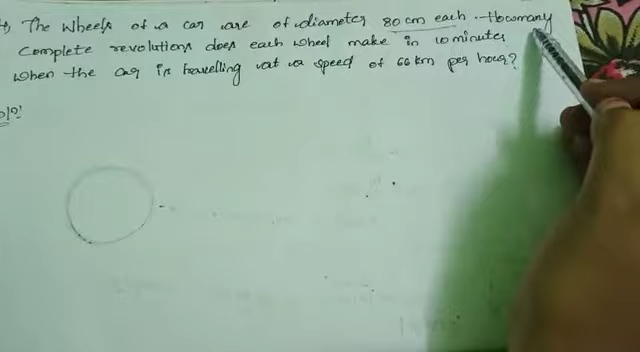 4, The wheels of a car are of diameter 80 cm each. How many
complete revolutions does each wheel make in 10 minutes
when the car is travelling at a speed of 66 km per hour?